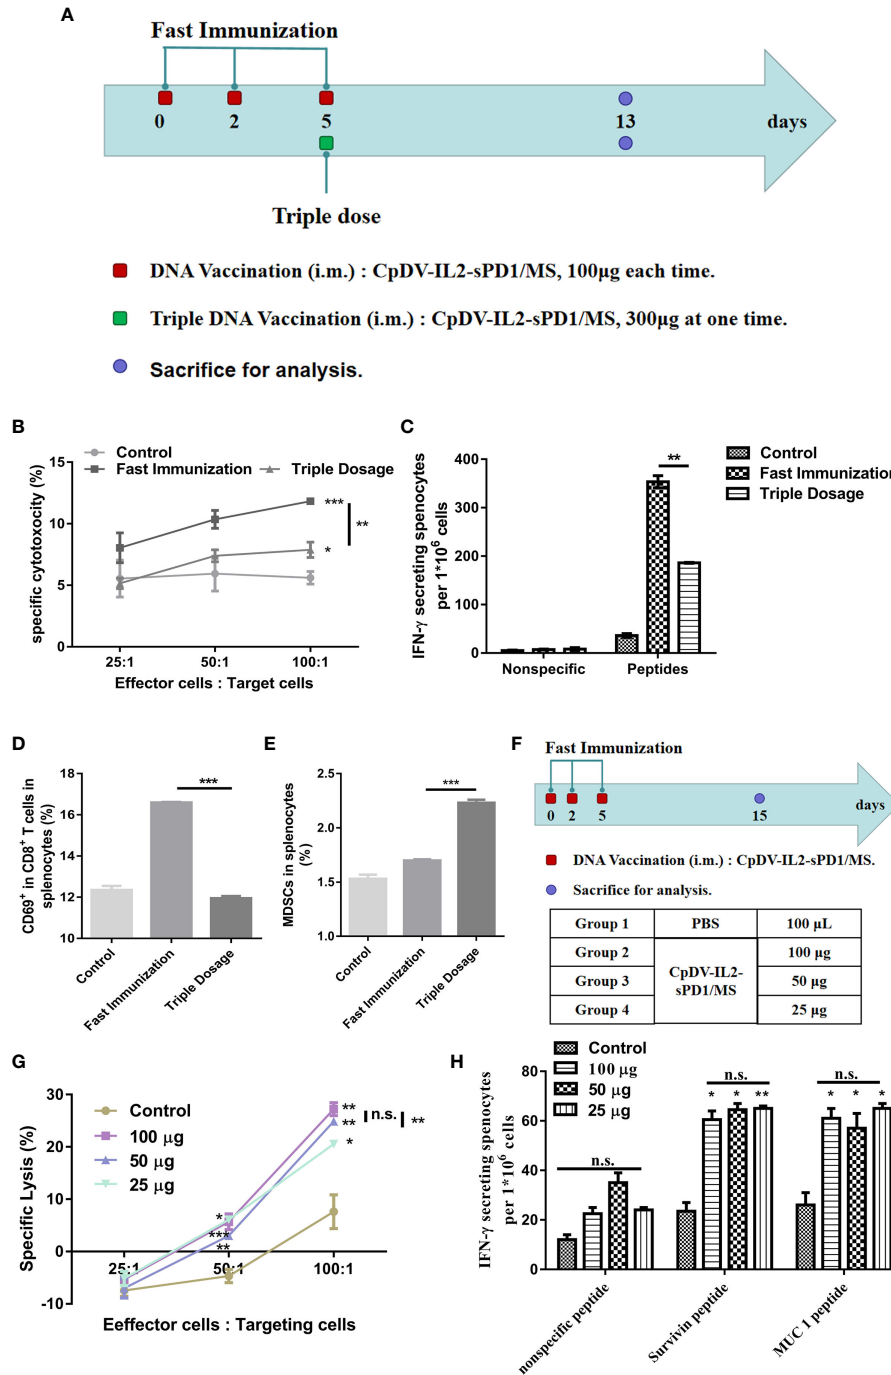 A
Fast Immunization
0 2 5 13 days
Triple dose
DNA Vaccination (i.m.) : CpDV-IL2-sPD1/MS, 100μg each time.
Triple DNA Vaccination (i.m.) : CpDV-IL2-sPD1/MS, 300μg at one time.
Sacrifice for analysis.
B
Control
Fast Immunization Triple Dosage
specific cytotoxocity (%)
15
10
5
0
***
**
*
25:1 50:1 100:1
Effector cells : Target cells
C
Control
Fast Immunization
Triple Dosage
IFN-γ secreting spenocytes
per 1*10⁶ cells
400
300
200
100
0
**
Nonspecific Peptides
D
CD69⁺ in CD8⁺ T cells in
splenocytes (%)
18
16
14
12
10
***
Control
Fast Immunization
Triple Dosage
E
MDSCs in splenocytes
(%)
2.5
2.0
1.5
1.0
***
Control
Fast Immunization
Triple Dosage
F
Fast Immunization
0 2 5 15 days
DNA Vaccination (i.m.) : CpDV-IL2-sPD1/MS.
Sacrifice for analysis.
Group 1 PBS 100 μL
Group 2 100 μg
CpDV-IL2-
sPD1/MS
Group 3 50 μg
Group 4 25 μg
G
Control
100 μg
50 μg
25 μg
Specific Lysis (%)
30
20
10
0
-10
*
***
**
**
**
*
n.s.
**
25:1 50:1 100:1
Eeffector cells : Targeting cells
H
Control
100 μg
50 μg
25 μg
IFN-γ secreting spenocytes
per 1*10⁶ cells
80
60
40
20
0
n.s.
n.s.
* * **
n.s.
* * *
nonspecific peptide
Survivin peptide
MUC 1 peptide